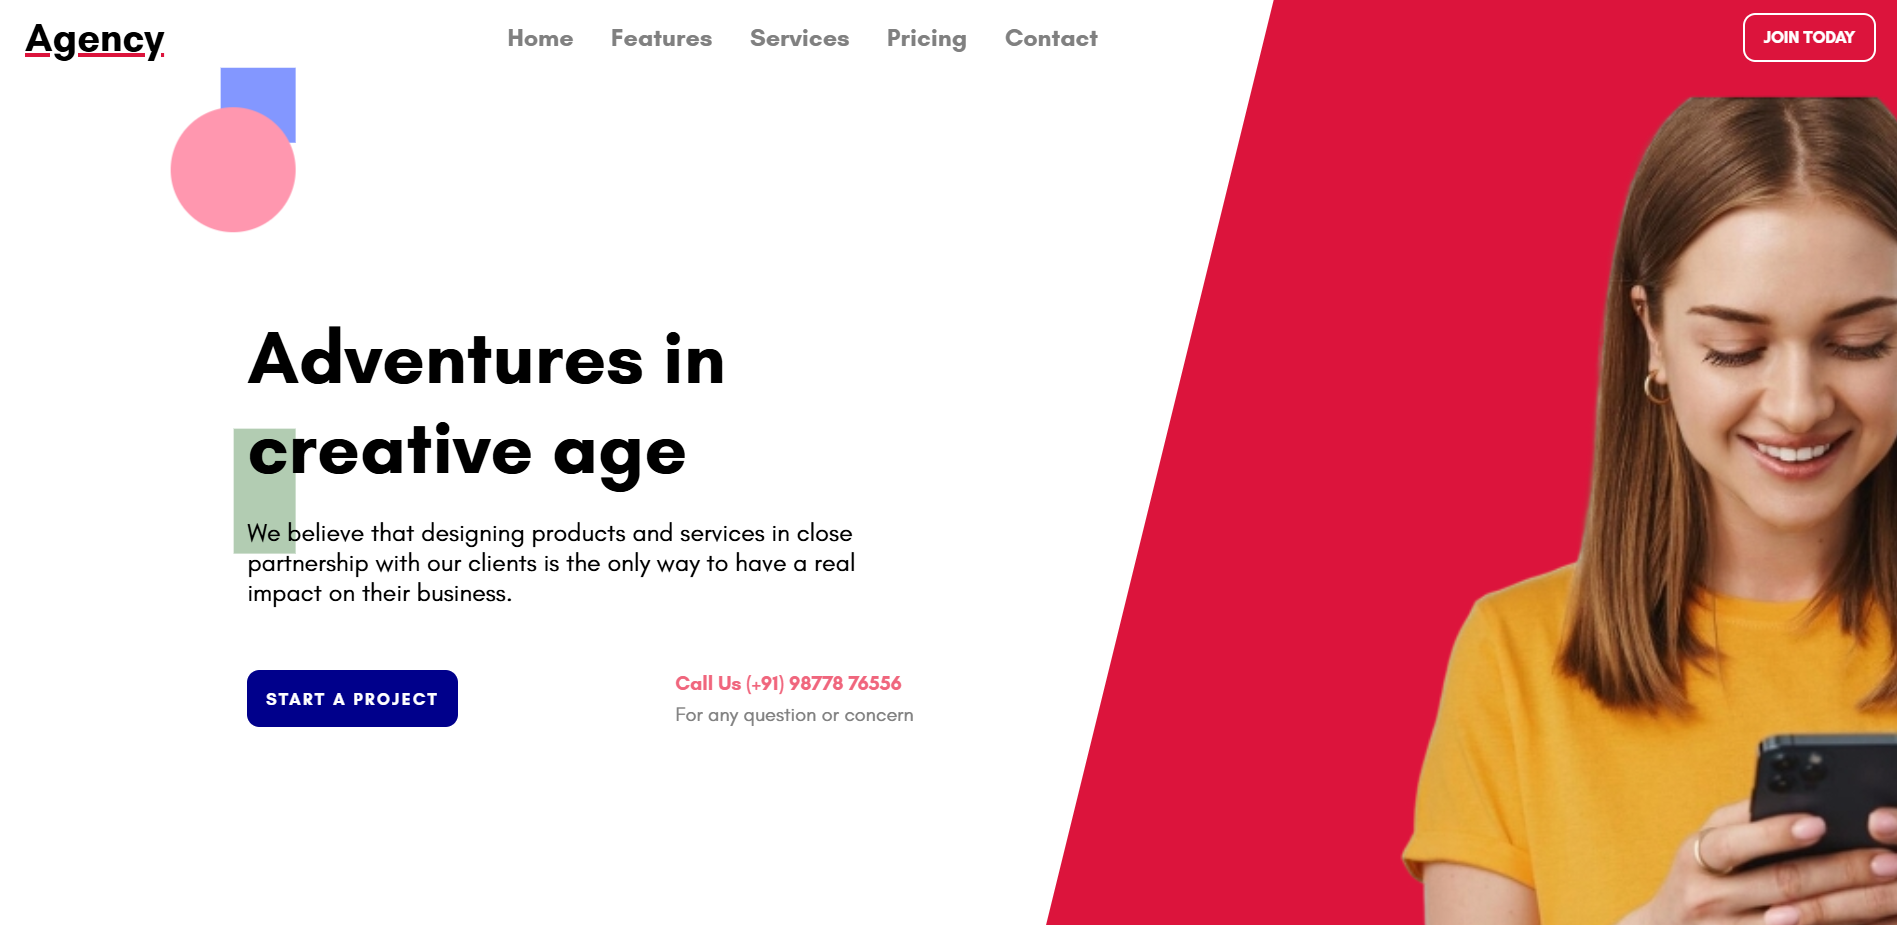 Agency
Home Features Services Pricing Contact
JOIN TODAY
Adventures in
creative age
We believe that designing products and services in close
partnership with our clients is the only way to have a real
impact on their business.
START A PROJECT
Call Us (+91) 98778 76556
For any question or concern